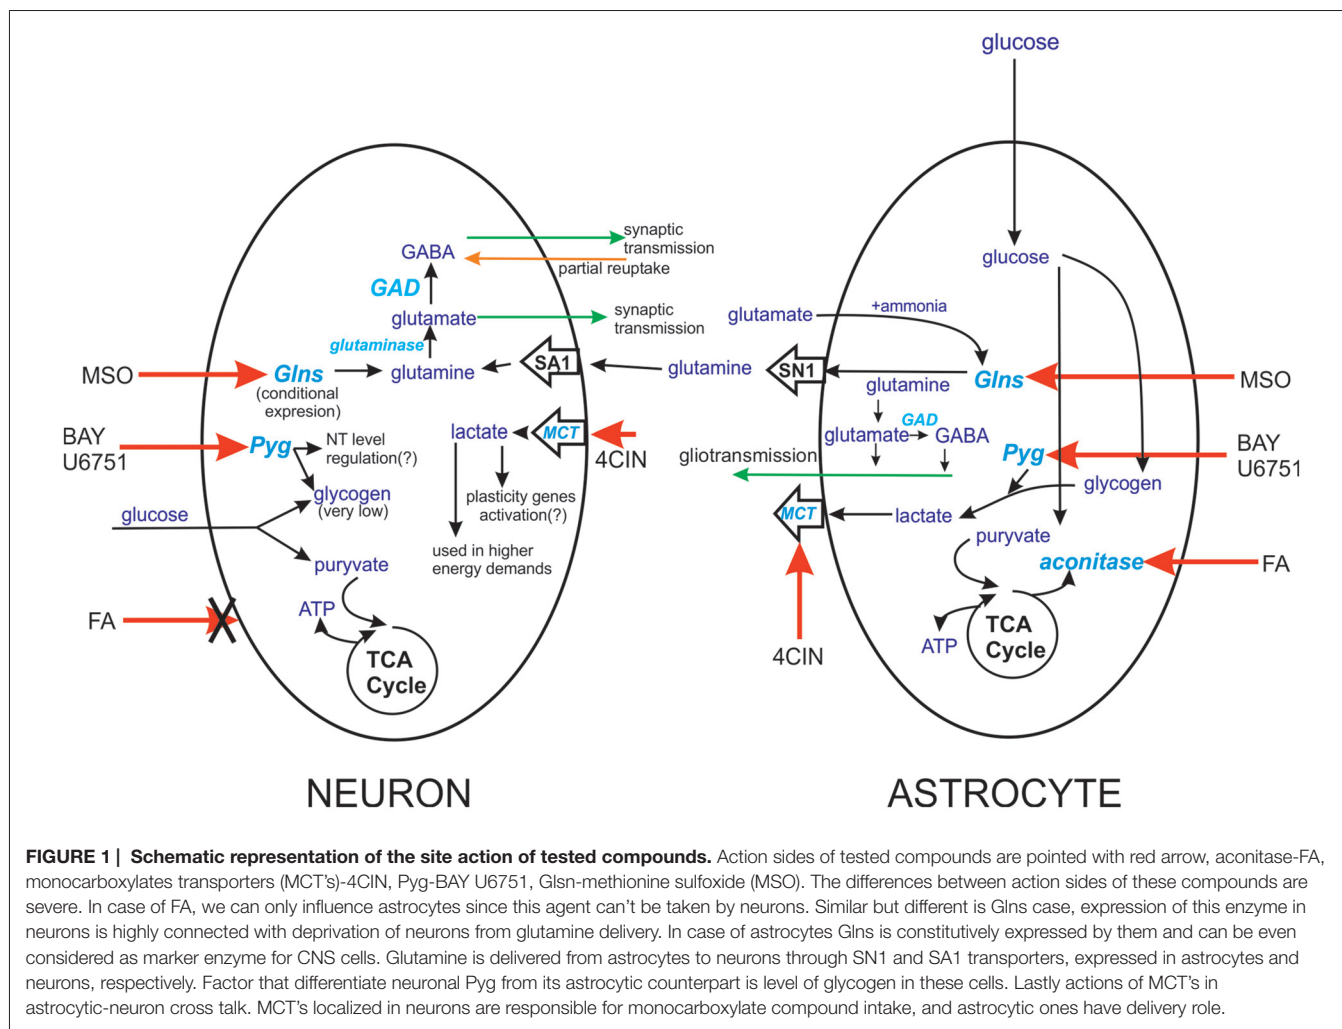 glucose
glucose
synaptic
transmission
GABA
partial reuptake
GAD
glutamate
synaptic
transmission
glutaminase
MSO
Glns
(conditional
expresion)
glutamine
SA1
glutamine
SN1
glutamate
+ammonia
Glns
MSO
glutamine
GAD
glutamate
GABA
gliotransmission
BAY
U6751
Pyg
NT level
regulation(?)
glycogen
(very low)
lactate
MCT
4CIN
plasticity genes
activation(?)
used in higher
energy demands
glucose
puryvate
ATP
TCA
Cycle
FA
Pyg
BAY
U6751
glycogen
MCT
lactate
puryvate
aconitase
FA
4CIN
ATP
TCA
Cycle
NEURON
ASTROCYTE
FIGURE 1 | Schematic representation of the site action of tested compounds. Action sides of tested compounds are pointed with red arrow, aconitase-FA,
monocarboxylates transporters (MCT's)-4CIN, Pyg-BAY U6751, Glsn-methionine sulfoxide (MSO). The differences between action sides of these compounds are
severe. In case of FA, we can only influence astrocytes since this agent can't be taken by neurons. Similar but different is Glns case, expression of this enzyme in
neurons is highly connected with deprivation of neurons from glutamine delivery. In case of astrocytes Glns is constitutively expressed by them and can be even
considered as marker enzyme for CNS cells. Glutamine is delivered from astrocytes to neurons through SN1 and SA1 transporters, expressed in astrocytes and
neurons, respectively. Factor that differentiate neuronal Pyg from its astrocytic counterpart is level of glycogen in these cells. Lastly actions of MCT's in
astrocytic-neuron cross talk. MCT's localized in neurons are responsible for monocarboxylate compound intake, and astrocytic ones have delivery role.